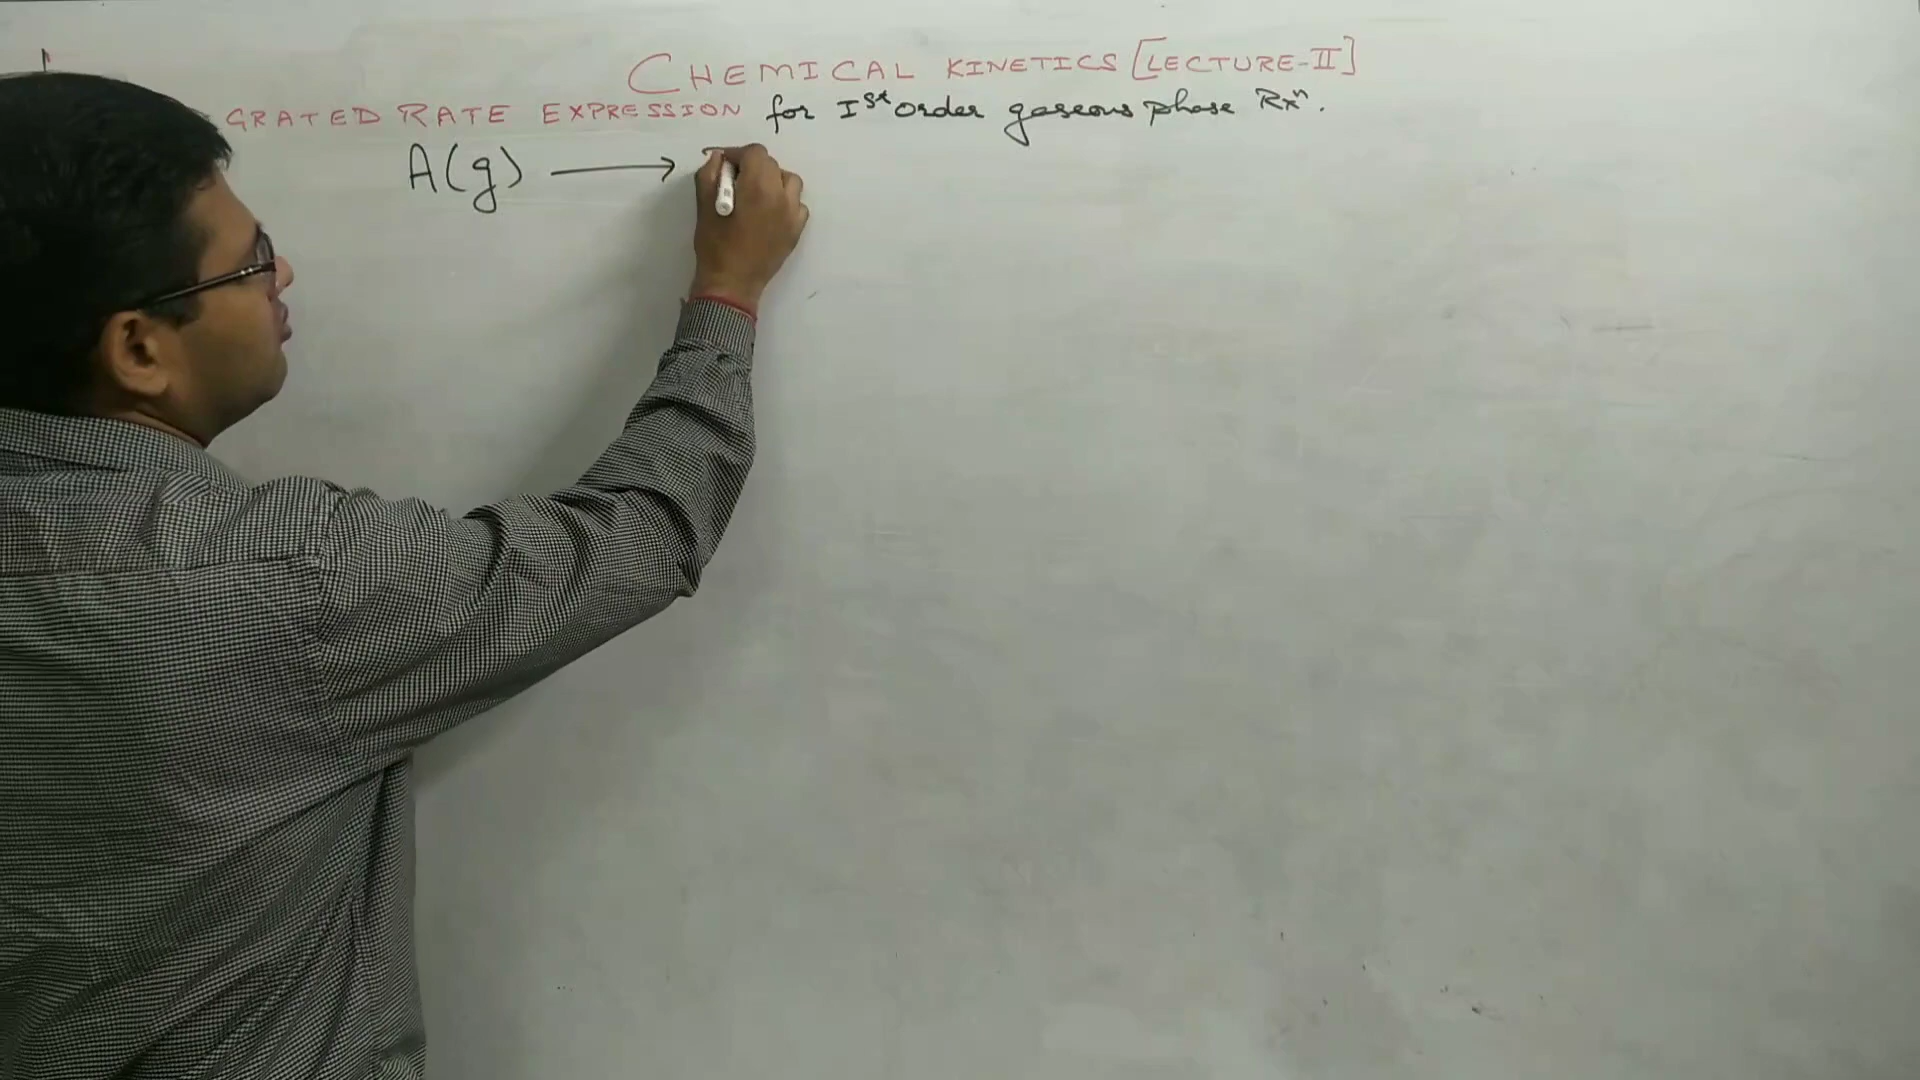 CHEMICAL KINETICS [LECTURE-II]
GRATED RATE EXPRESSION for Ist Order gaseous phase Rxn.
A(g) →